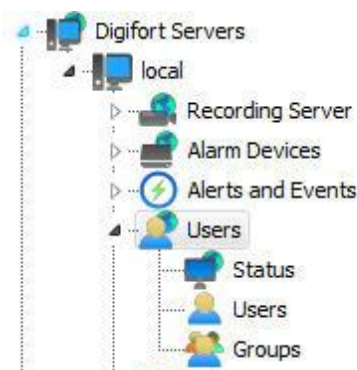 Digifort Servers
local
Recording Server
Alarm Devices
Alerts and Events
Users
Status
Users
Groups